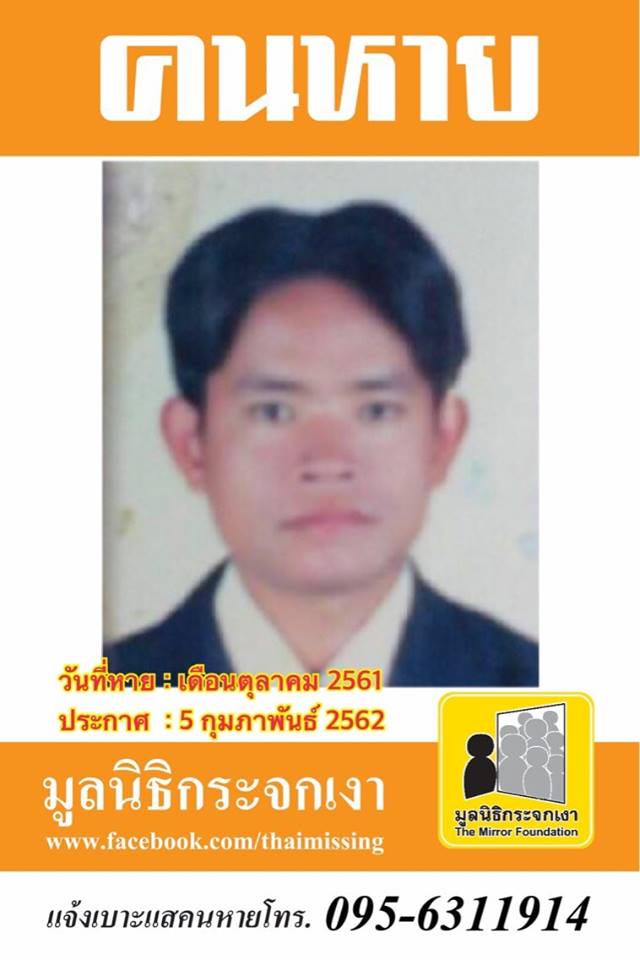 คนหาย
วันที่หาย : เดือนตุลาคม 2561
ประกาศ : 5 กุมภาพันธ์ 2562
มูลนิธิกระจกเงา
www.facebook.com/thaimissing
มูลนิธิกระจกเงา
The Mirror Foundation
แจ้งเบาะแสคนหายโทร. 095-6311914